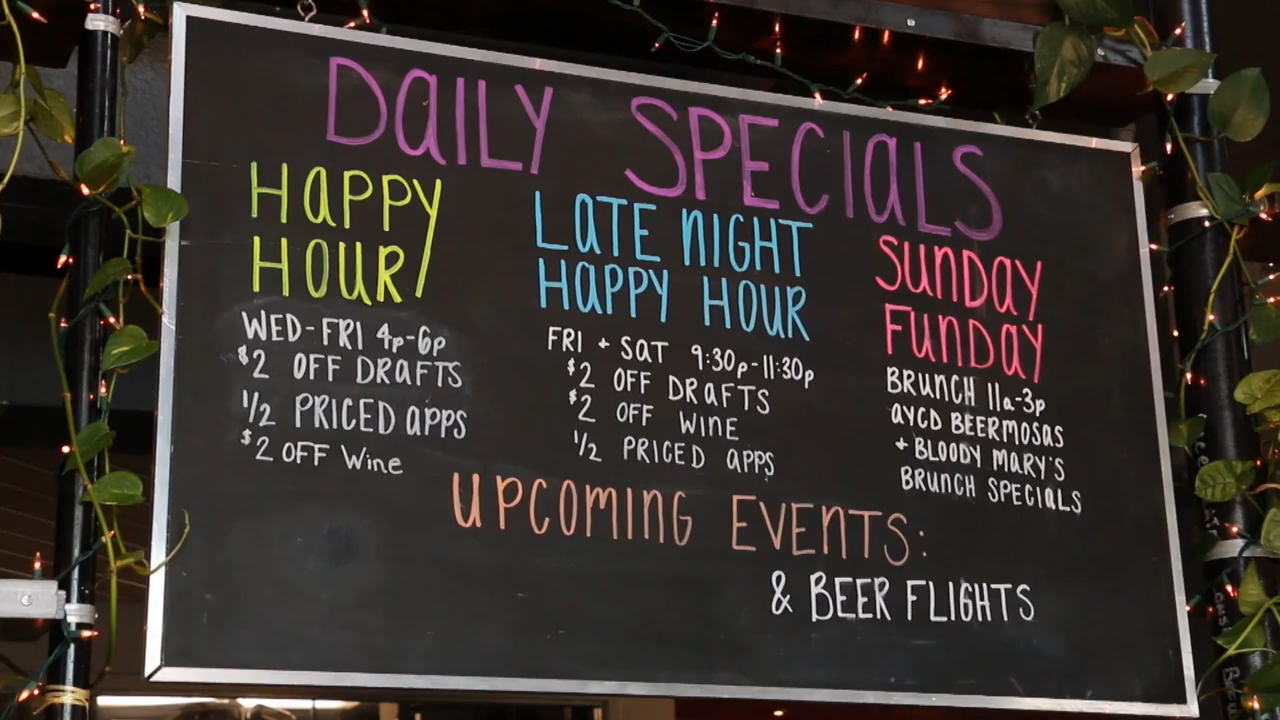 DaILY SPECIaLS
HaPPY
HOUR
WED-FRI 4p-6p
$2 OFF DRaFTS
1/2 PRICED aPPS
$2 OFF Wine
LaTE NIGHT
HaPPY HOUR
FRI + SaT 9:30p-11:30p
$2 OFF DRaFTS
$2 OFF WINE
1/2 PRICED aPPS
SUNDaY
FUNDaY
BRUNCH 11a-3p
aYCD BEERMOSaS
+ BLOODY MaRY'S
BRUNCH SPECIaLS
UPCOMING EVENTS:
& BEER FLIGHTS